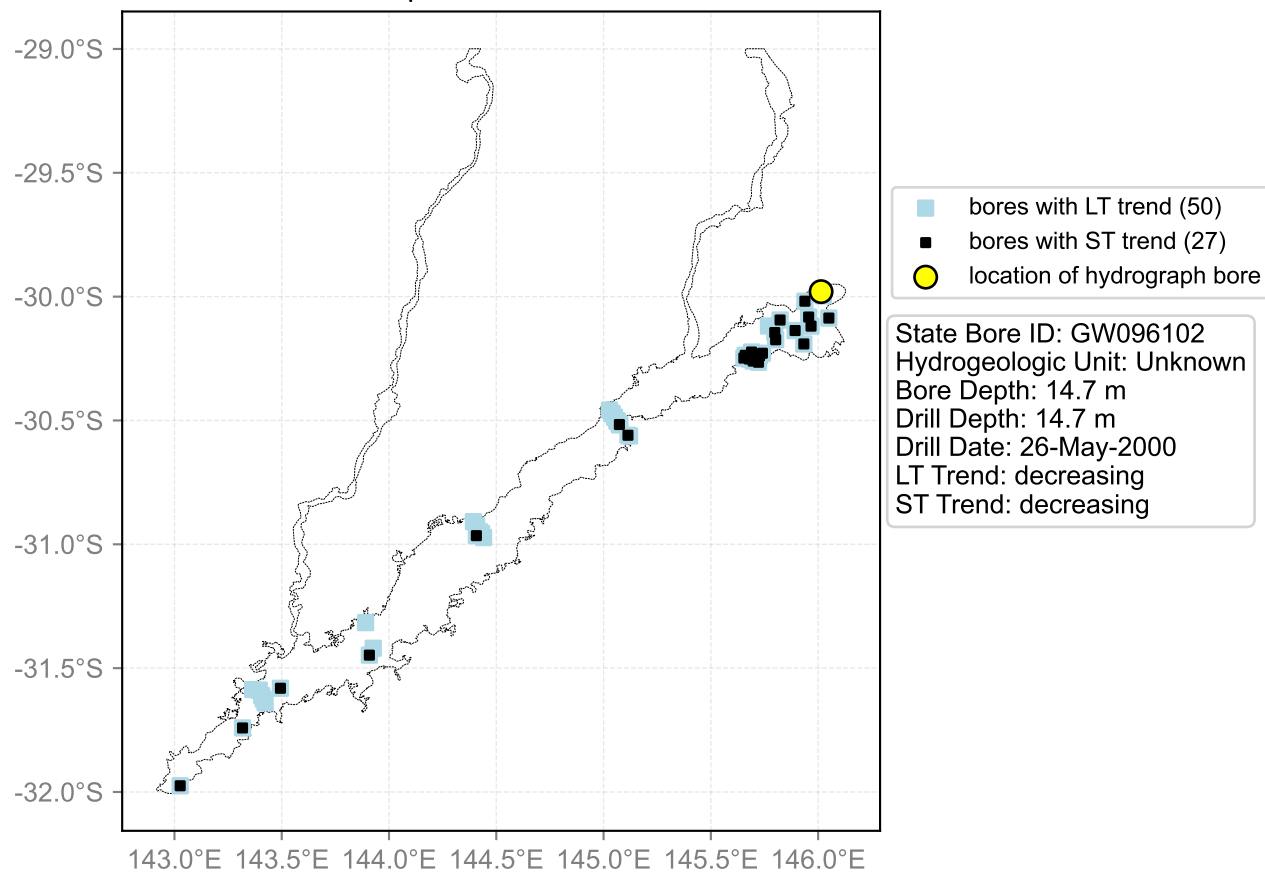 -29.0°S
-29.5°S
-30.0°S
-30.5°S
-31.0°S
-31.5°S
-32.0°S
143.0°E 143.5°E 144.0°E 144.5°E 145.0°E 145.5°E 146.0°E
bores with LT trend (50)
bores with ST trend (27)
location of hydrograph bore
State Bore ID: GW096102
Hydrogeologic Unit: Unknown
Bore Depth: 14.7 m
Drill Depth: 14.7 m
Drill Date: 26-May-2000
LT Trend: decreasing
ST Trend: decreasing